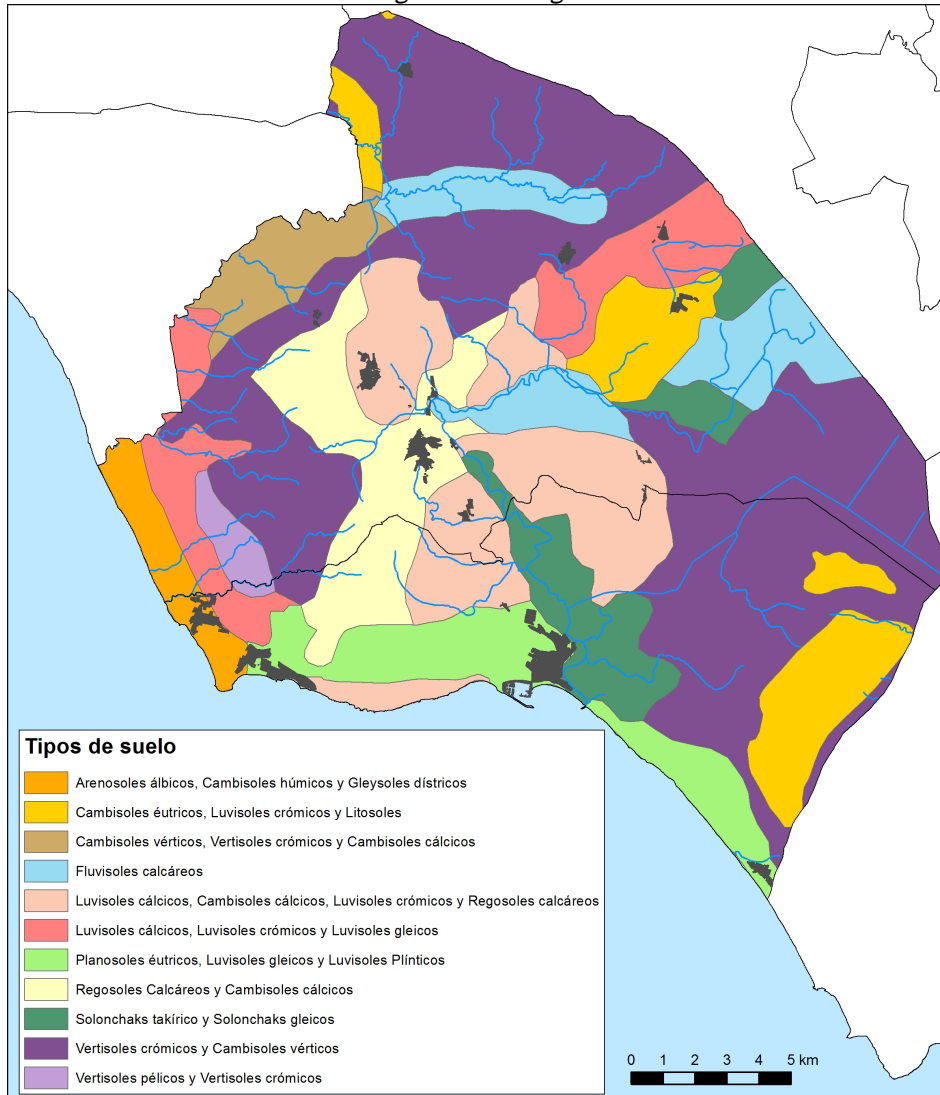 Tipos de suelo
Arenosoles álbicos, Cambisoles húmicos y Gleysoles dístricos
Cambisoles éutricos, Luvisoles crómicos y Litosoles
Cambisoles vérticos, Vertisoles crómicos y Cambisoles cálcicos
Fluvisoles calcáreos
Luvisoles cálcicos, Cambisoles cálcicos, Luvisoles crómicos y Regosoles calcáreos
Luvisoles cálcicos, Luvisoles crómicos y Luvisoles gleicos
Planosoles éutricos, Luvisoles gleicos y Luvisoles Plínticos
Regosoles Calcáreos y Cambisoles cálcicos
Solonchaks takírico y Solonchaks gleicos
Vertisoles crómicos y Cambisoles vérticos
Vertisoles pélicos y Vertisoles crómicos
0 1 2 3 4 5 km